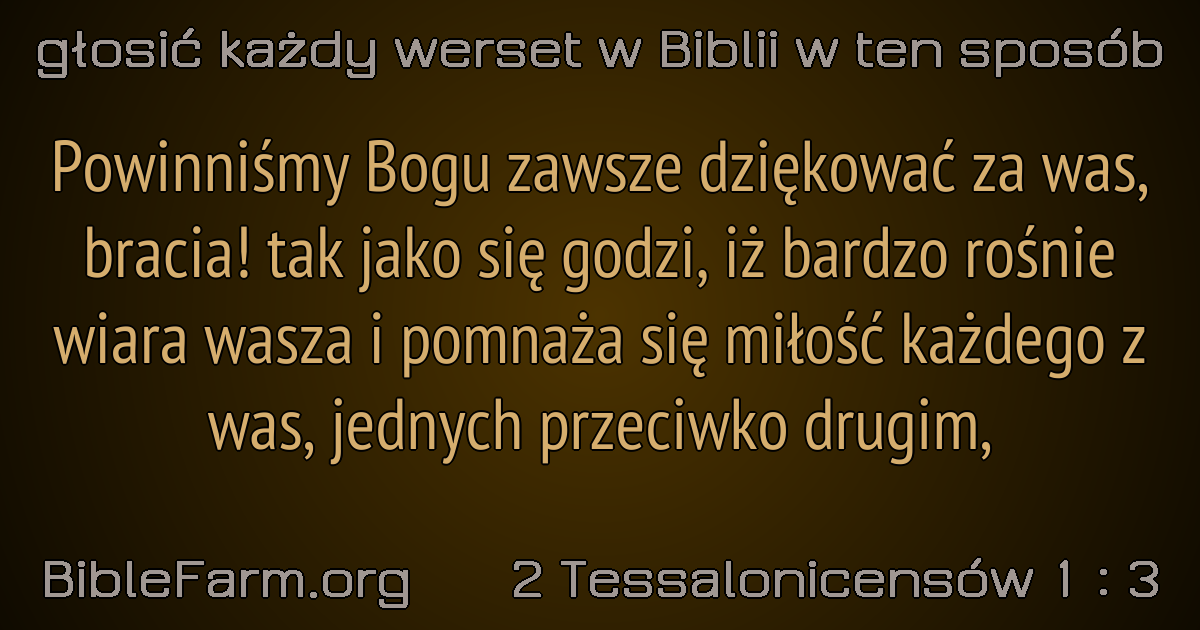 głosić każdy werset w Biblii w ten sposób
Powinniśmy Bogu zawsze dziękować za was,
bracia! tak jako się godzi, iż bardzo rośnie
wiara wasza i pomnaża się miłość każdego z
was, jednych przeciwko drugim,
BibleFarm.org 2 Tessalonicensów 1 : 3